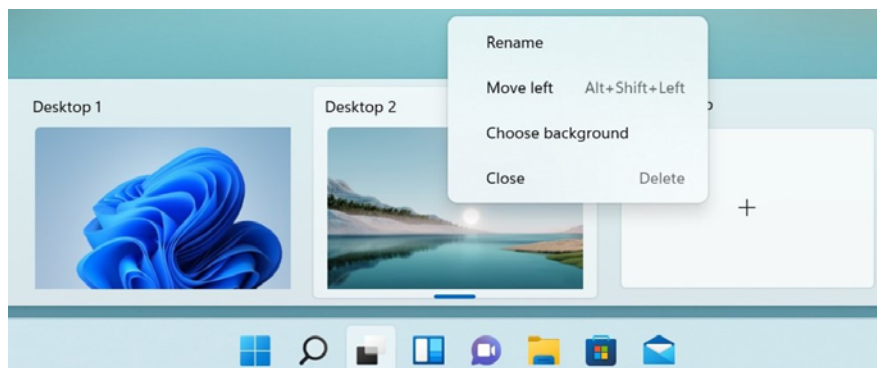 Rename
Move left Alt+Shift+Left
Desktop 1
Desktop 2
Choose background
Close Delete